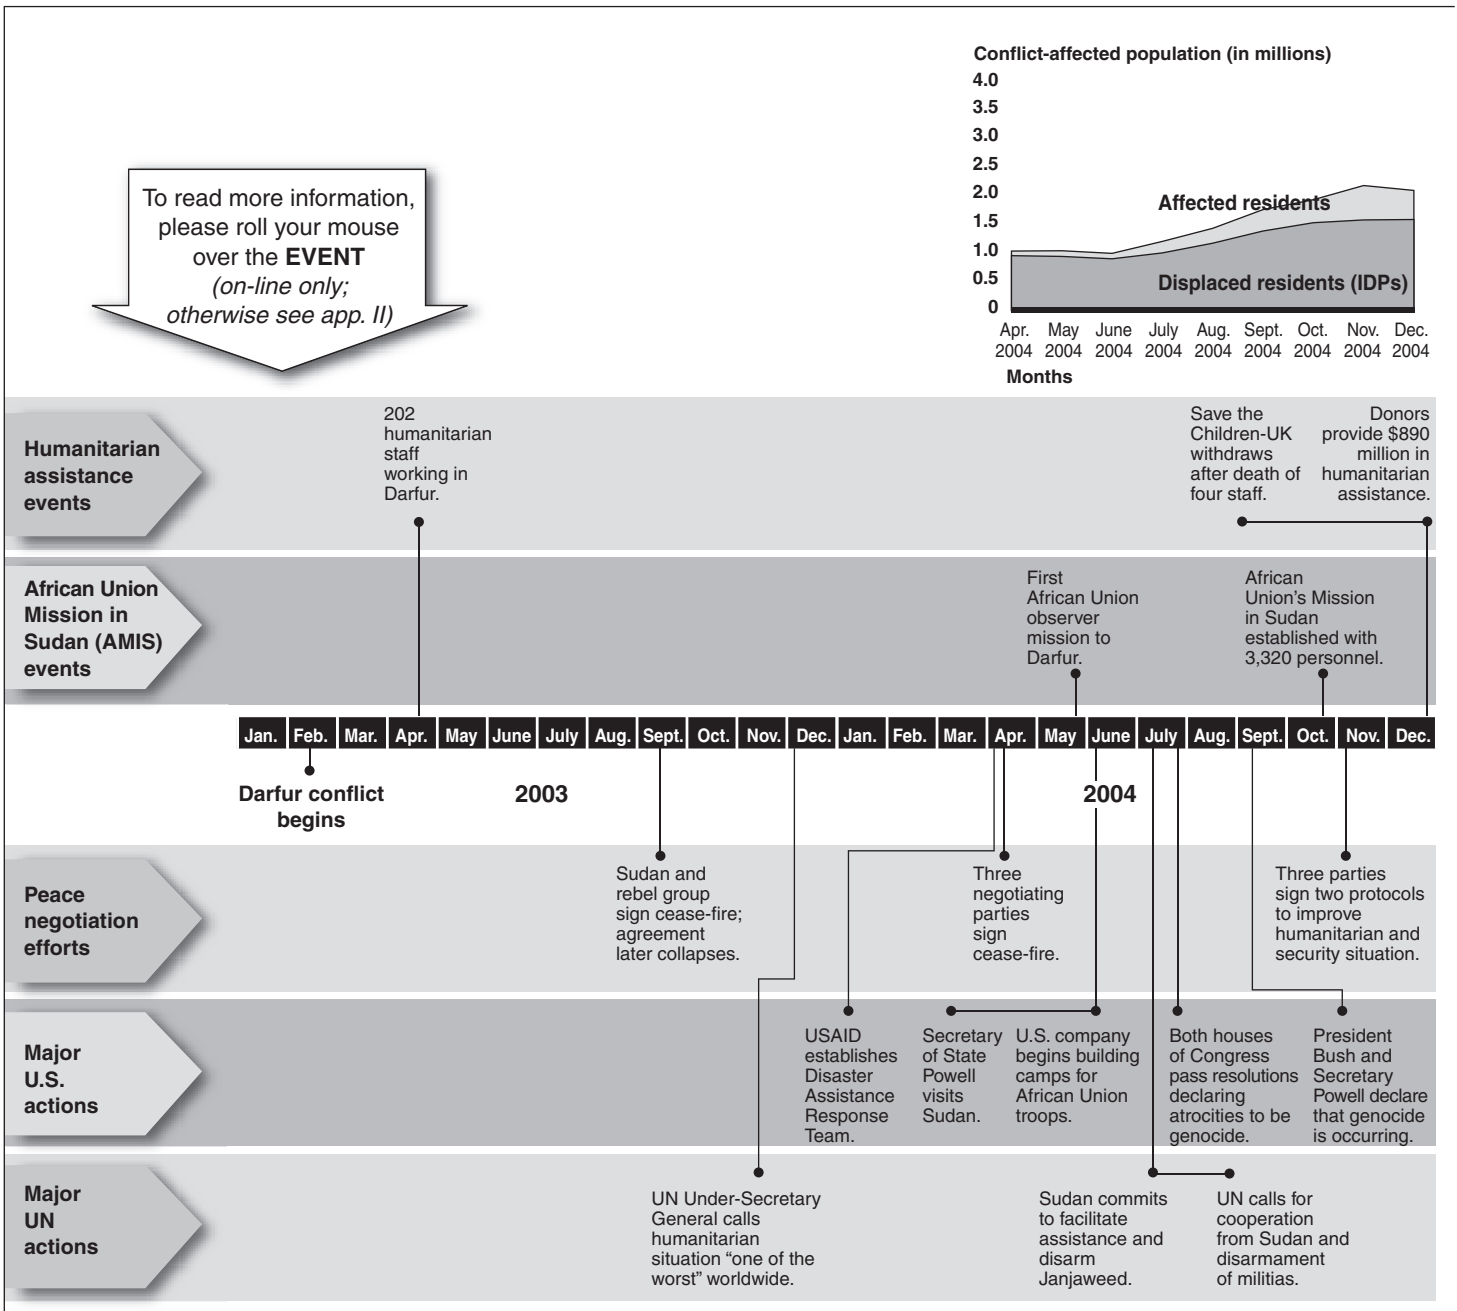 Conflict-affected population (in millions)
4.0
3.5
3.0
2.5
2.0
1.5
1.0
0.5
0
Affected residents
Displaced residents (IDPs)
Apr. May June July Aug. Sept. Oct. Nov. Dec.
2004 2004 2004 2004 2004 2004 2004 2004 2004
Months
To read more information,
please roll your mouse
over the EVENT
(on-line only;
otherwise see app. II)
Humanitarian
assistance
events
202
humanitarian
staff
working in
Darfur.
Save the
Children-UK
withdraws
after death of
four staff.
Donors
provide $890
million in
humanitarian
assistance.
African Union
Mission in
Sudan (AMIS)
events
First
African Union
observer
mission to
Darfur.
African
Union's Mission
in Sudan
established with
3,320 personnel.
Jan. Feb. Mar. Apr. May June July Aug. Sept. Oct. Nov. Dec. Jan. Feb. Mar. Apr. May June July Aug. Sept. Oct. Nov. Dec.
Darfur conflict
begins
2003
2004
Peace
negotiation
efforts
Sudan and
rebel group
sign cease-fire;
agreement
later collapses.
Three
negotiating
parties
sign
cease-fire.
Three parties
sign two protocols
to improve
humanitarian and
security situation.
Major
U.S.
actions
USAID
establishes
Disaster
Assistance
Response
Team.
Secretary
of State
Powell
visits
Sudan.
U.S. company
begins building
camps for
African Union
troops.
Both houses
of Congress
pass resolutions
declaring
atrocities to be
genocide.
President
Bush and
Secretary
Powell declare
that genocide
is occurring.
Major
UN
actions
UN Under-Secretary
General calls
humanitarian
situation "one of the
worst" worldwide.
Sudan commits
to facilitate
assistance and
disarm
Janjaweed.
UN calls for
cooperation
from Sudan and
disarmament
of militias.